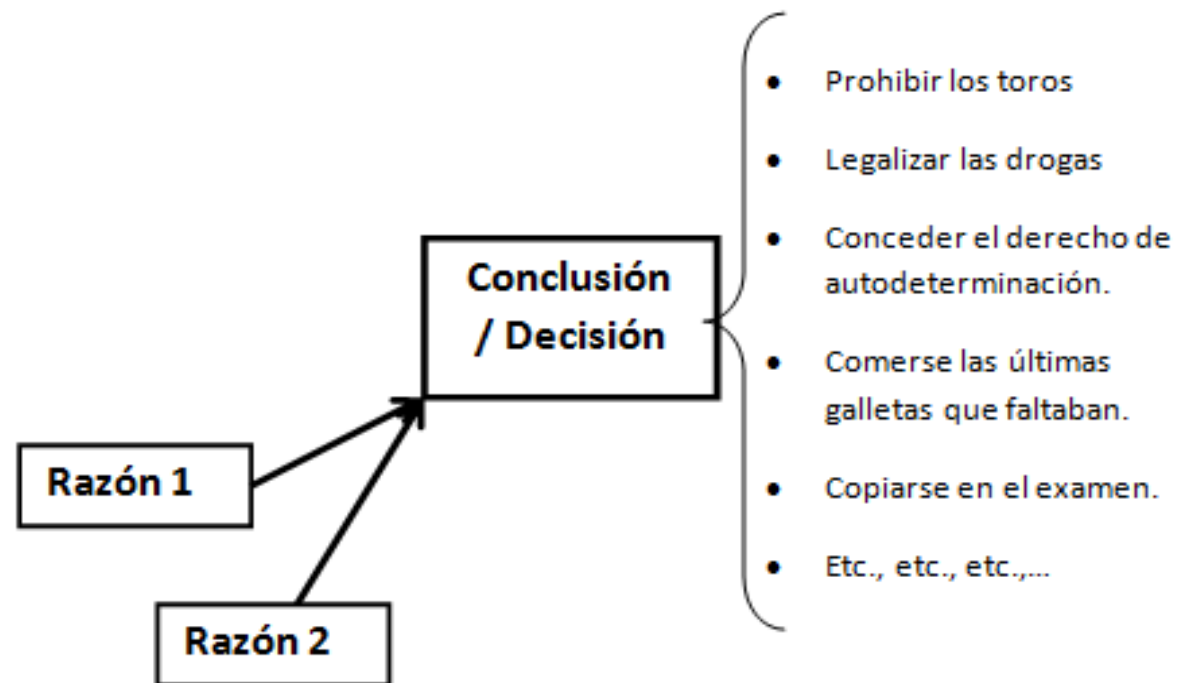 • Prohibir los toros
• Legalizar las drogas
• Conceder el derecho de
autodeterminación.
• Comerse las últimas
galletas que faltaban.
• Copiarse en el examen.
• Etc., etc., etc.,...
Conclusión
/ Decisión
Razón 1
Razón 2